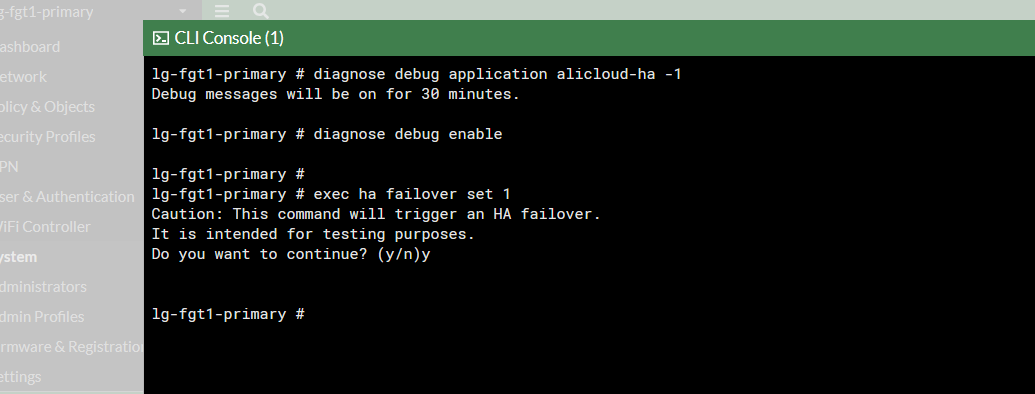 g-fgt1-primary
CLI Console (1)
ashboard
etwork
olicy & Objects
ecurity Profiles
PN
ser & Authentication
WiFi Controller
ystem
dministrators
dmin Profiles
rmware & Registration
ettings
lg-fgt1-primary # diagnose debug application alicloud-ha -1
Debug messages will be on for 30 minutes.
lg-fgt1-primary # diagnose debug enable
lg-fgt1-primary #
lg-fgt1-primary # exec ha failover set 1
Caution: This command will trigger an HA failover.
It is intended for testing purposes.
Do you want to continue? (y/n)y
lg-fgt1-primary #